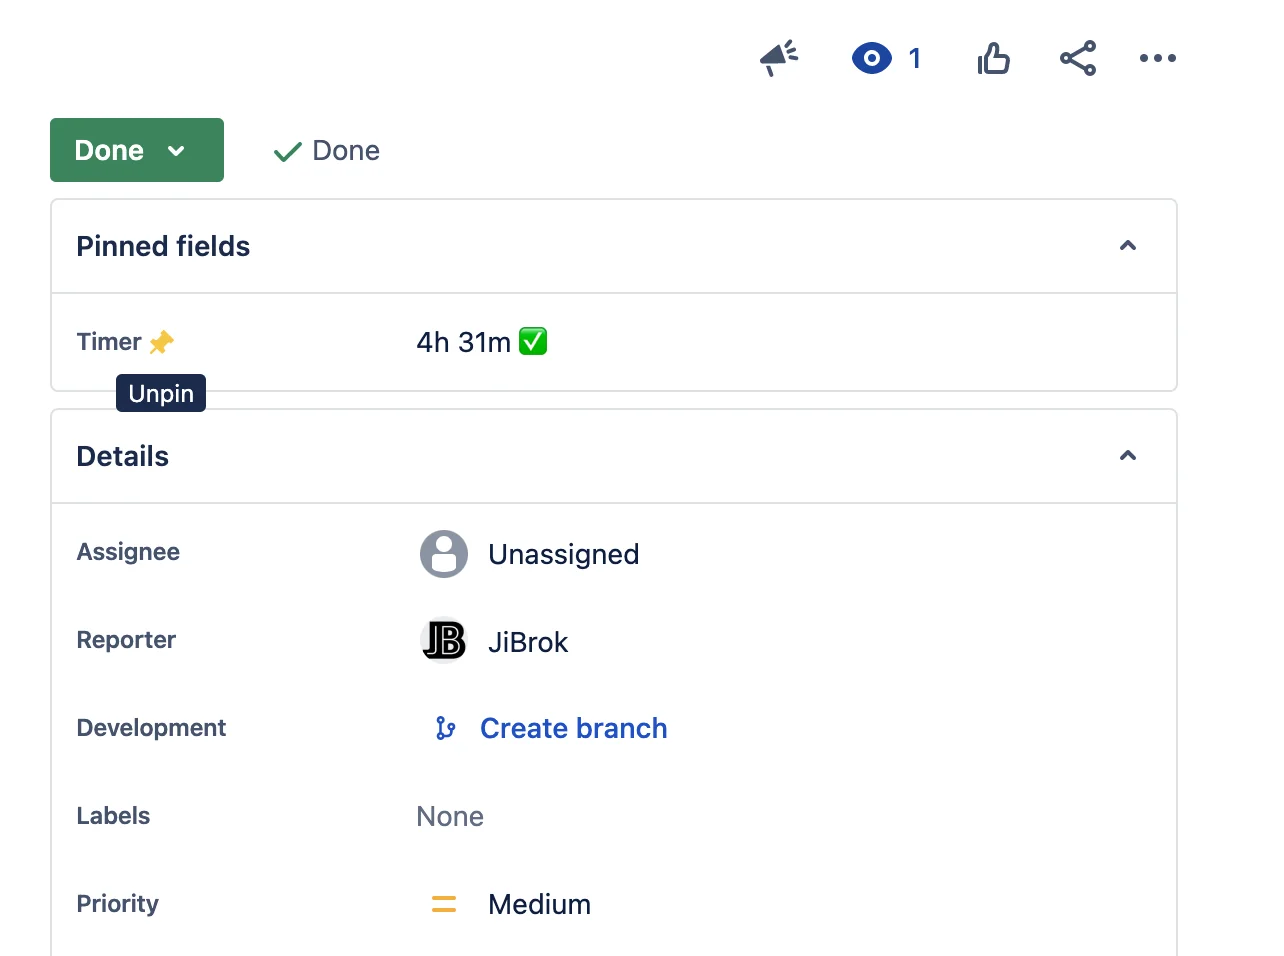 1
Done Done
Pinned fields
Timer 4h 31m
Unpin
Details
Assignee Unassigned
Reporter JB JiBrok
Development Create branch
Labels None
Priority Medium